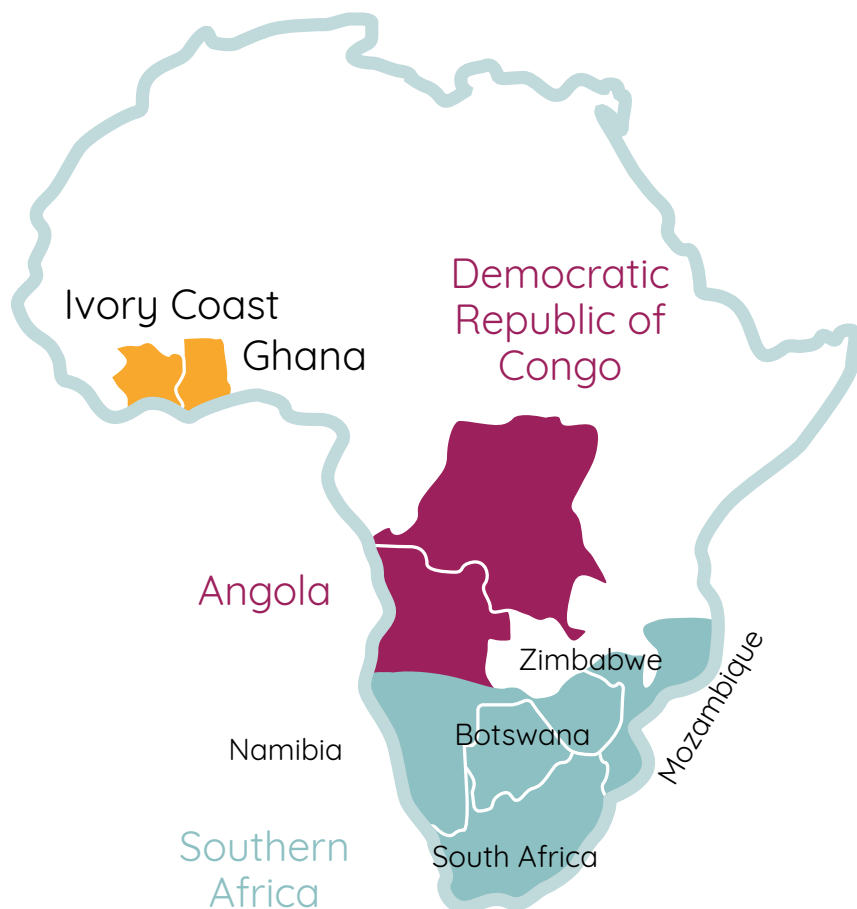 Democratic
Republic of
Congo
Ivory Coast
Ghana
Angola
Zimbabwe
Mozambique
Botswana
Namibia
Southern
Africa
South Africa